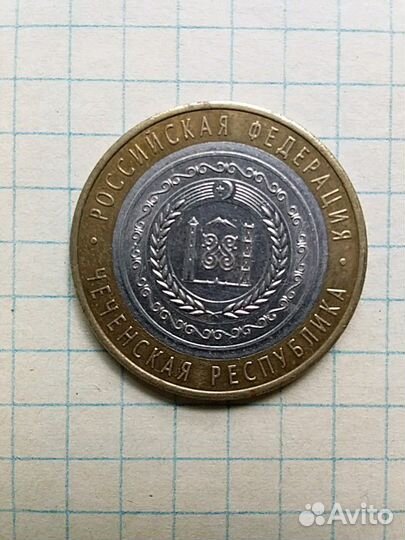 РОССИЙСКАЯ ФЕДЕРАЦИЯ
ЧЕЧЕНСКАЯ РЕСПУБЛИКА
Avito